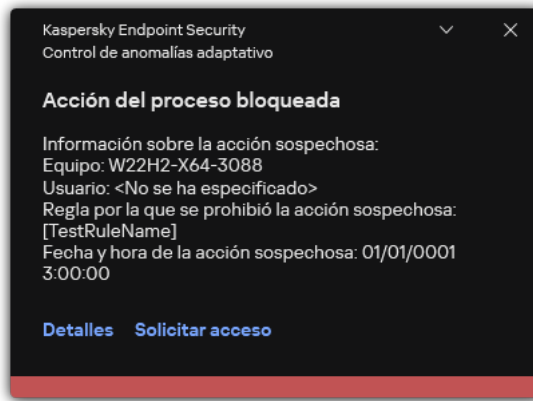 Kaspersky Endpoint Security
Control de anomalías adaptativo
Acción del proceso bloqueada
Información sobre la acción sospechosa:
Equipo: W22H2-X64-3088
Usuario: <No se ha especificado>
Regla por la que se prohibió la acción sospechosa:
[TestRuleName]
Fecha y hora de la acción sospechosa: 01/01/0001
3:00:00
Detalles Solicitar acceso